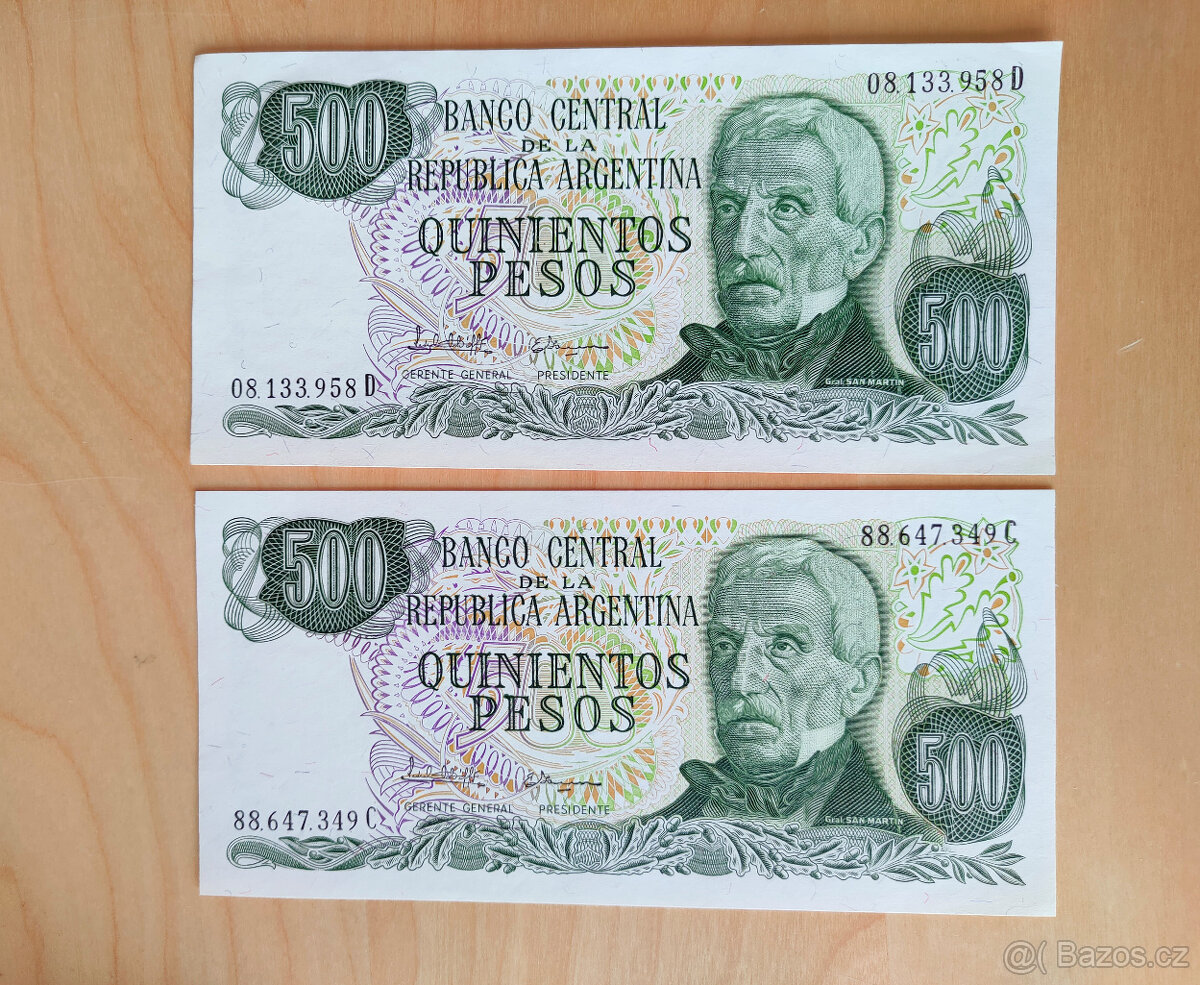 08.133.958 D
500
BANCO CENTRAL
DE LA
REPUBLICA ARGENTINA
QUINIENTOS
PESOS
500
500
GERENTE GENERAL PRESIDENTE
Gral. SAN MARTIN
08.133.958 D
88.647.349 C
500
BANCO CENTRAL
DE LA
REPUBLICA ARGENTINA
QUINIENTOS
PESOS
500
500
GERENTE GENERAL PRESIDENTE
Gral. SAN MARTIN
88.647.349 C
@( Bazos.cz